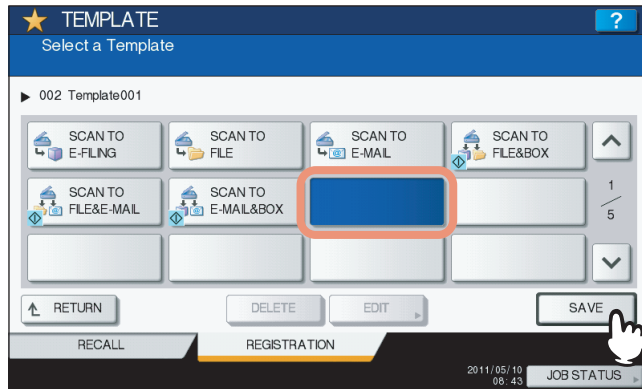 TEMPLATE
?
Select a Template
002 Template001
SCAN TO
E-FILING
SCAN TO
FILE
SCAN TO
E-MAIL
SCAN TO
FILE&BOX
SCAN TO
FILE&E-MAIL
SCAN TO
E-MAIL&BOX
1
5
RETURN
DELETE
EDIT
SAVE
RECALL
REGISTRATION
2011/05/10
08:43
JOB STATUS